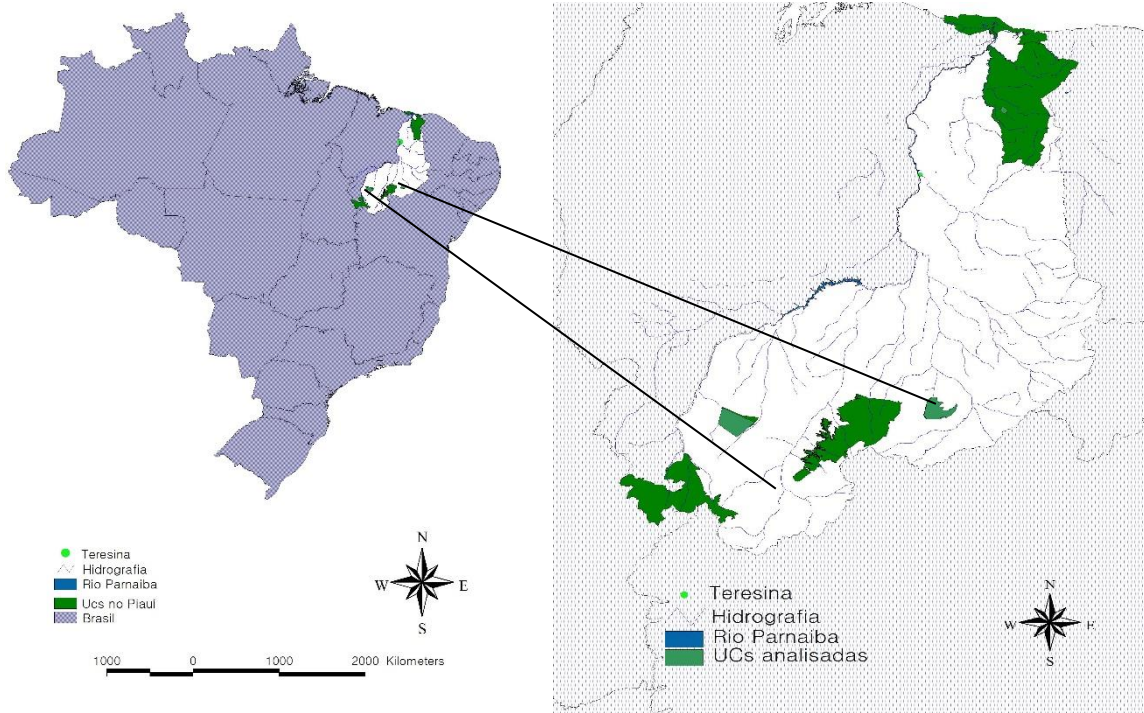 Teresina
Hidrografia
Rio Parnaiba
Ucs no Piauí
Brasil
N
W E
S
1000 0 1000 2000 Kilometers
Teresina
Hidrografia
Rio Parnaiba
UCs analisadas
N
W E
S